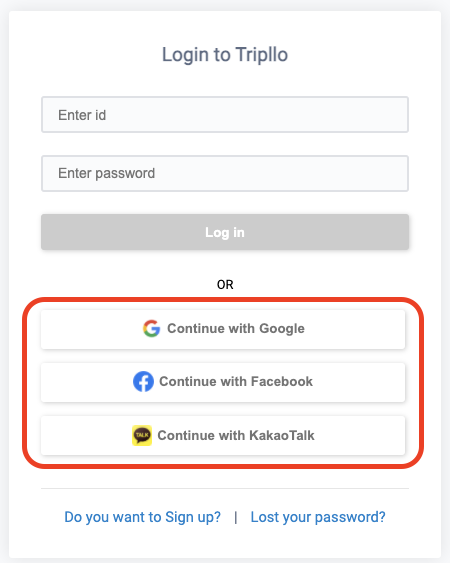 Login to Tripllo
Enter id
Enter password
Log in
OR
Continue with Google
Continue with Facebook
TALK Continue with KakaoTalk
Do you want to Sign up? | Lost your password?